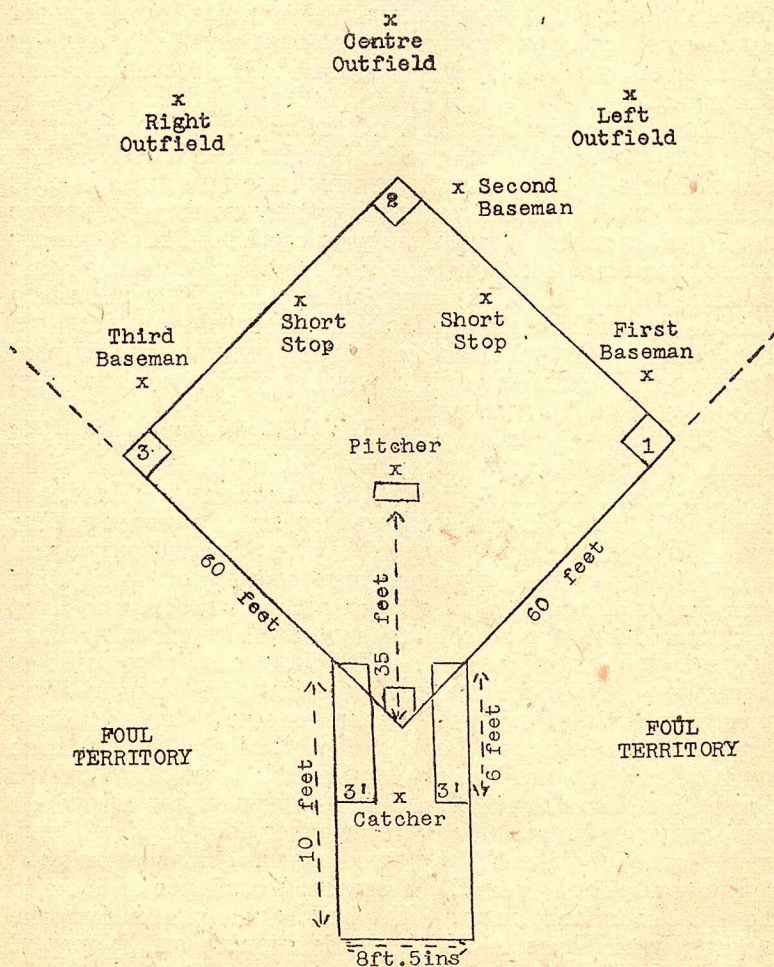 x
Centre
Outfield
x
Right
Outfield
x
Left
Outfield
2
x Second
Baseman
x
Short
Stop
x
Short
Stop
Third
Baseman
x
First
Baseman
x
3
1
Pitcher
x
60 feet
60 feet
35 feet
FOUL
TERRITORY
FOUL
TERRITORY
10 feet
6 feet
3'
3'
x
Catcher
8ft.5ins